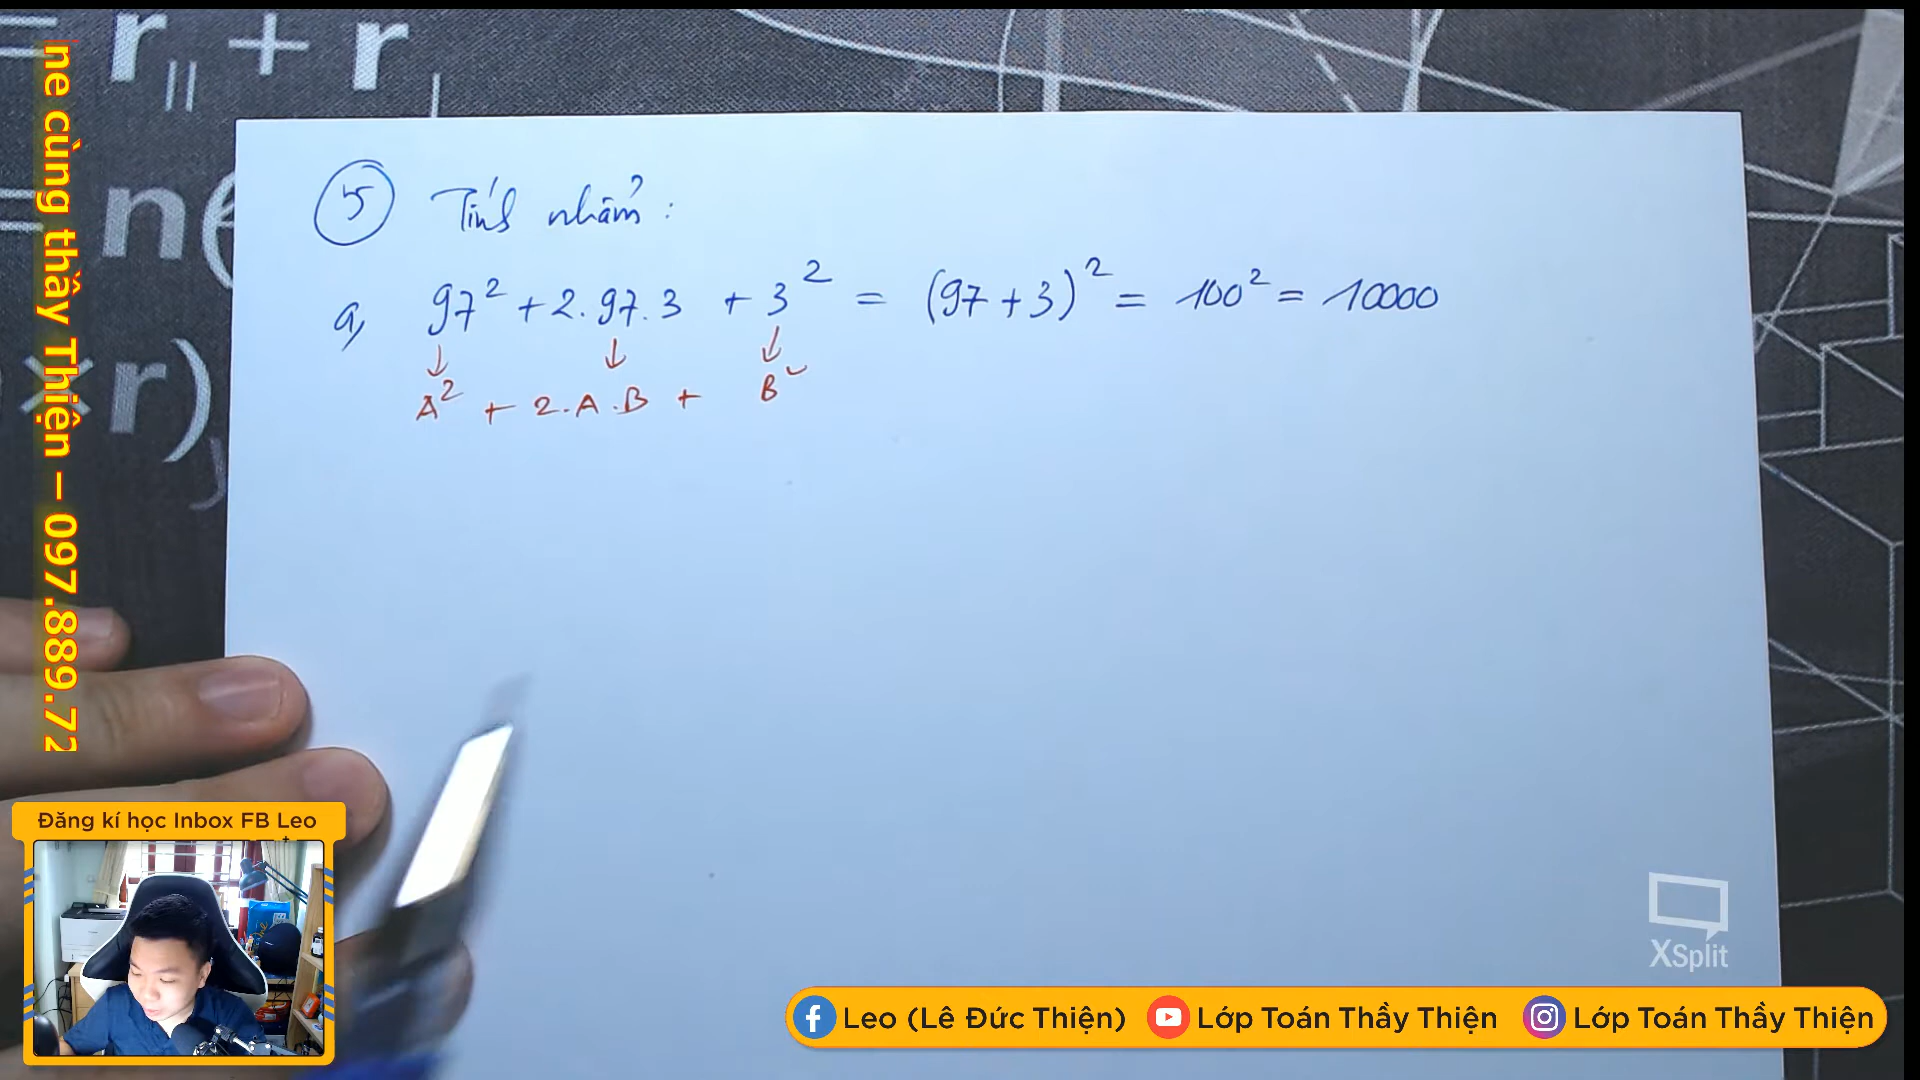 = r|| + r|
= n(
×r)
ne cùng thầy Thiện – 097.889.72
5 Tính nhẩm :
a, 97² + 2.97.3 + 3² = (97 + 3)² = 100² = 10000
↓ ↓ ↓
A² + 2.A.B + B²
Đăng kí học Inbox FB Leo
XSplit
Leo (Lê Đức Thiện) Lớp Toán Thầy Thiện Lớp Toán Thầy Thiện